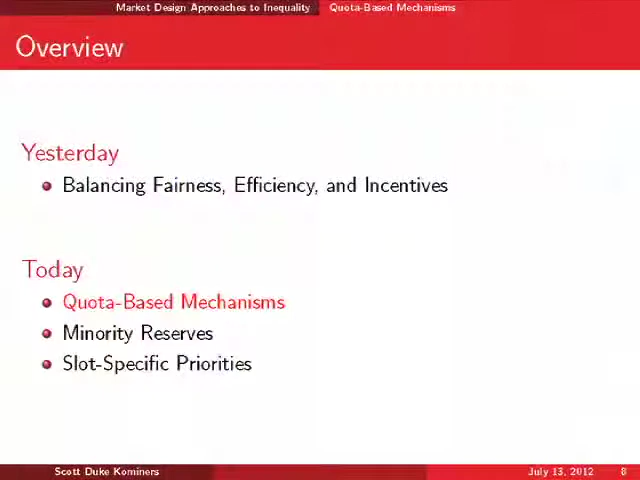 Market Design Approaches to Inequality Quota-Based Mechanisms
Overview
Yesterday
Balancing Fairness, Efficiency, and Incentives
Today
Quota-Based Mechanisms
Minority Reserves
Slot-Specific Priorities
Scott Duke Kominers July 13, 2012 8